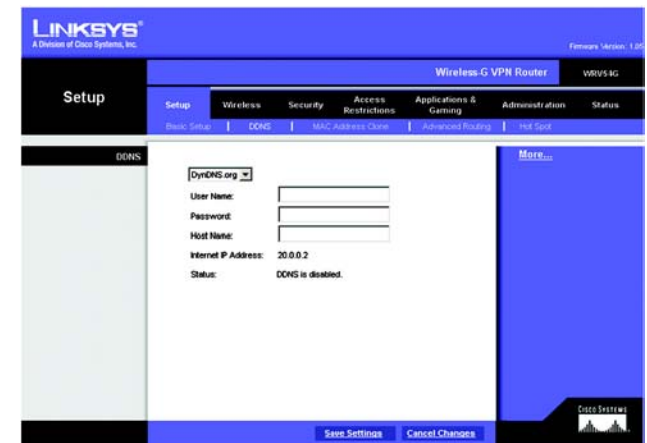 LINKSYS®
A Division of Cisco Systems, Inc.
Firmware Version: 1.05
Wireless-G VPN Router WRV54G
Setup
Setup Wireless Security Access Restrictions Applications & Gaming Administration Status
Basic Setup | DDNS | MAC Address Clone | Advanced Routing | Hot Spot
DDNS
More...
DynDNS.org
User Name:
Password:
Host Name:
Internet IP Address: 20.0.0.2
Status: DDNS is disabled.
Save Settings Cancel Changes
CISCO SYSTEMS